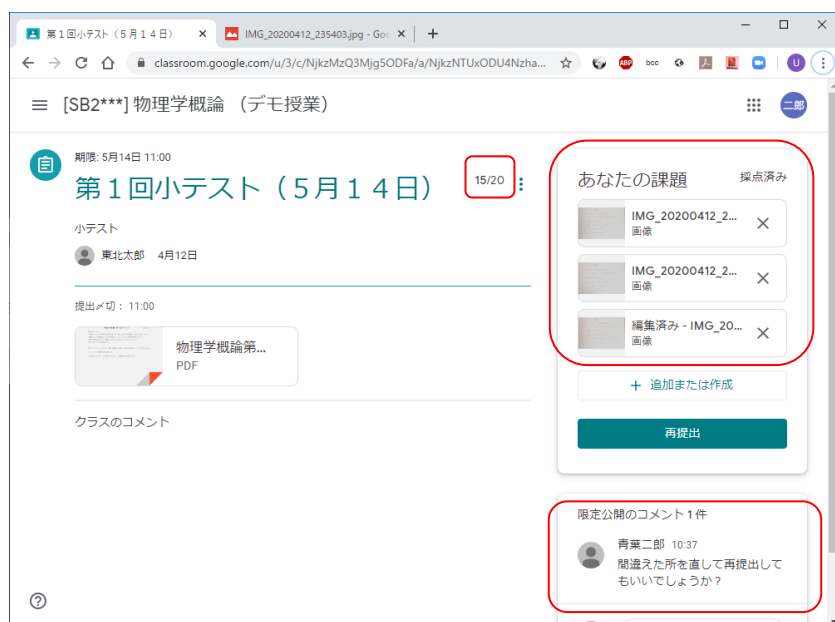 第１回小テスト（５月１４日）
IMG_20200412_235403.jpg - Goo
classroom.google.com/u/3/c/NjkzMzQ3Mjg5ODFa/a/NjkzNTUxODU4Nzha...
ABP
bcc
U
[SB2***] 物理学概論 （デモ授業）
二郎
期限: 5月14日 11:00
第１回小テスト（５月１４日）
15/20
小テスト
東北太郎 4月12日
提出〆切： 11:00
物理学概論第...
PDF
クラスのコメント
あなたの課題
採点済み
IMG_20200412_2...
画像
IMG_20200412_2...
画像
編集済み - IMG_20...
画像
＋ 追加または作成
再提出
限定公開のコメント 1 件
青葉二郎 10:37
間違えた所を直して再提出して
もいいでしょうか？